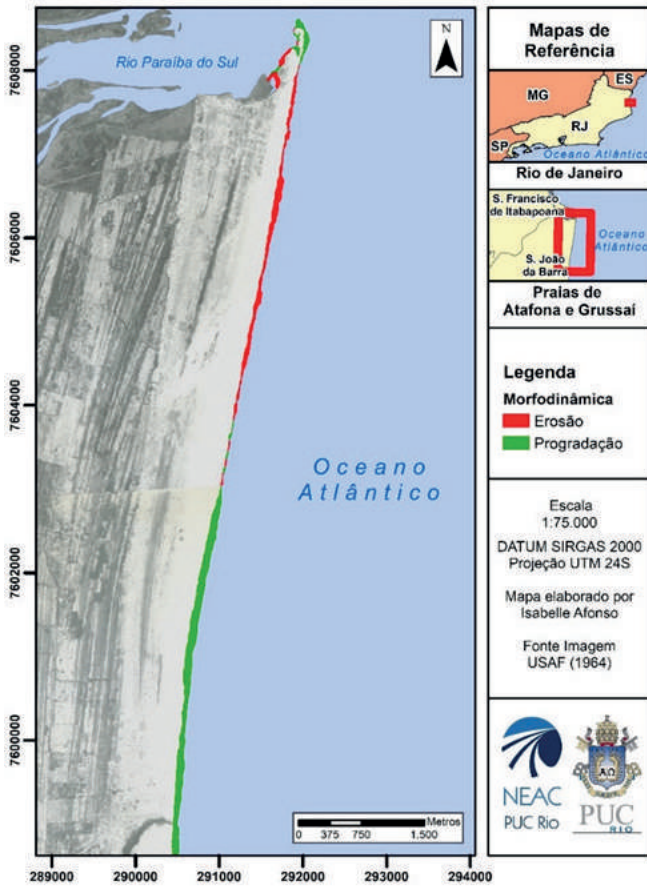 7668000
7606000
7604000
7602000
7600000
289000
290000
291000
292000
293000
294000
Rio Paraíba do Sul
N
Oceano
Atlântico
Metros
0 375 750 1.500
Mapas de
Referência
MG
ES
RJ
SP
Oceano Atlântico
Rio de Janeiro
S. Francisco
de Itabapoana
Oceano
Atlântico
S. João
da Barra
Praias de
Atafona e Grussaí
Legenda
Morfodinâmica
Erosão
Progradação
Escala
1:75.000
DATUM SIRGAS 2000
Projeção UTM 24S
Mapa elaborado por
Isabelle Afonso
Fonte Imagem
USAF (1964)
NEAC
PUC Rio
ΑΩ
PUC
RIO